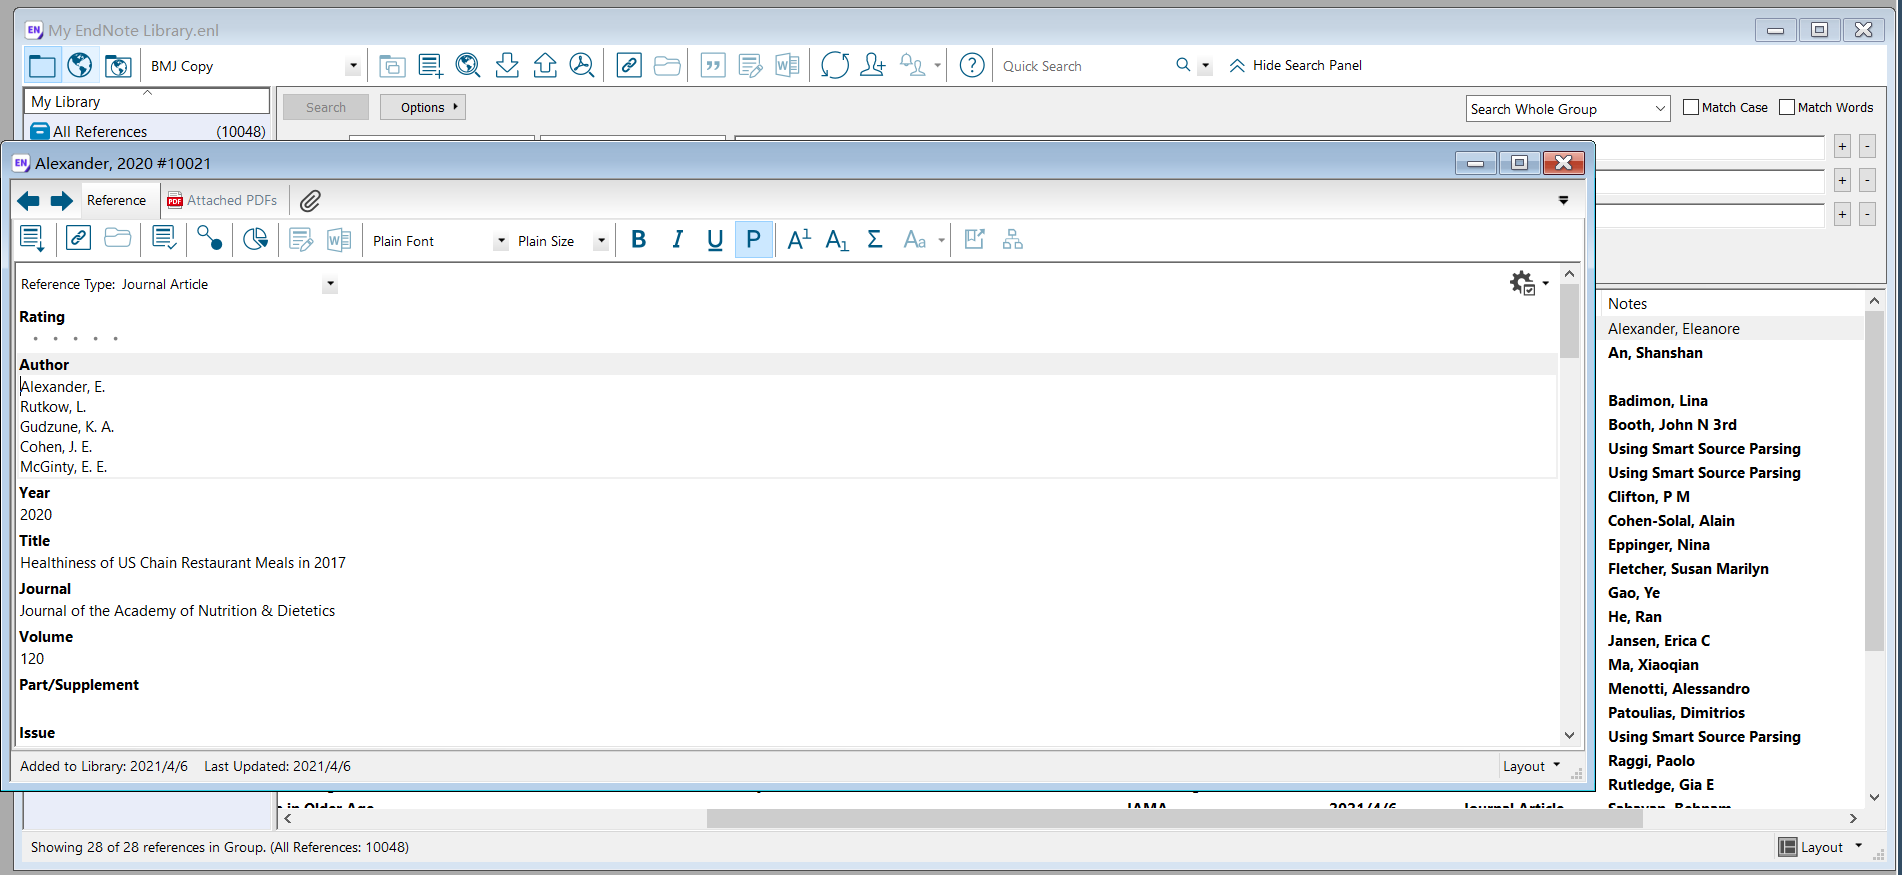 EN My EndNote Library.enl
BMJ Copy
Quick Search
Hide Search Panel
My Library
Search
Options
Search Whole Group
Match Case
Match Words
All References (10048)
+ -
+ -
+ -
EN Alexander, 2020 #10021
Reference
PDF Attached PDFs
Plain Font
Plain Size
B I U P A1 A1 Σ Aa
Reference Type: Journal Article
Rating
Author
Alexander, E.
Rutkow, L.
Gudzune, K. A.
Cohen, J. E.
McGinty, E. E.
Year
2020
Title
Healthiness of US Chain Restaurant Meals in 2017
Journal
Journal of the Academy of Nutrition & Dietetics
Volume
120
Part/Supplement
Issue
Added to Library: 2021/4/6 Last Updated: 2021/4/6
Layout
Notes
Alexander, Eleanore
An, Shanshan
Badimon, Lina
Booth, John N 3rd
Using Smart Source Parsing
Using Smart Source Parsing
Clifton, P M
Cohen-Solal, Alain
Eppinger, Nina
Fletcher, Susan Marilyn
Gao, Ye
He, Ran
Jansen, Erica C
Ma, Xiaoqian
Menotti, Alessandro
Patoulias, Dimitrios
Using Smart Source Parsing
Raggi, Paolo
Rutledge, Gia E
in Older Age JAMA 2021/4/6 Journal Article
Showing 28 of 28 references in Group. (All References: 10048)
Layout